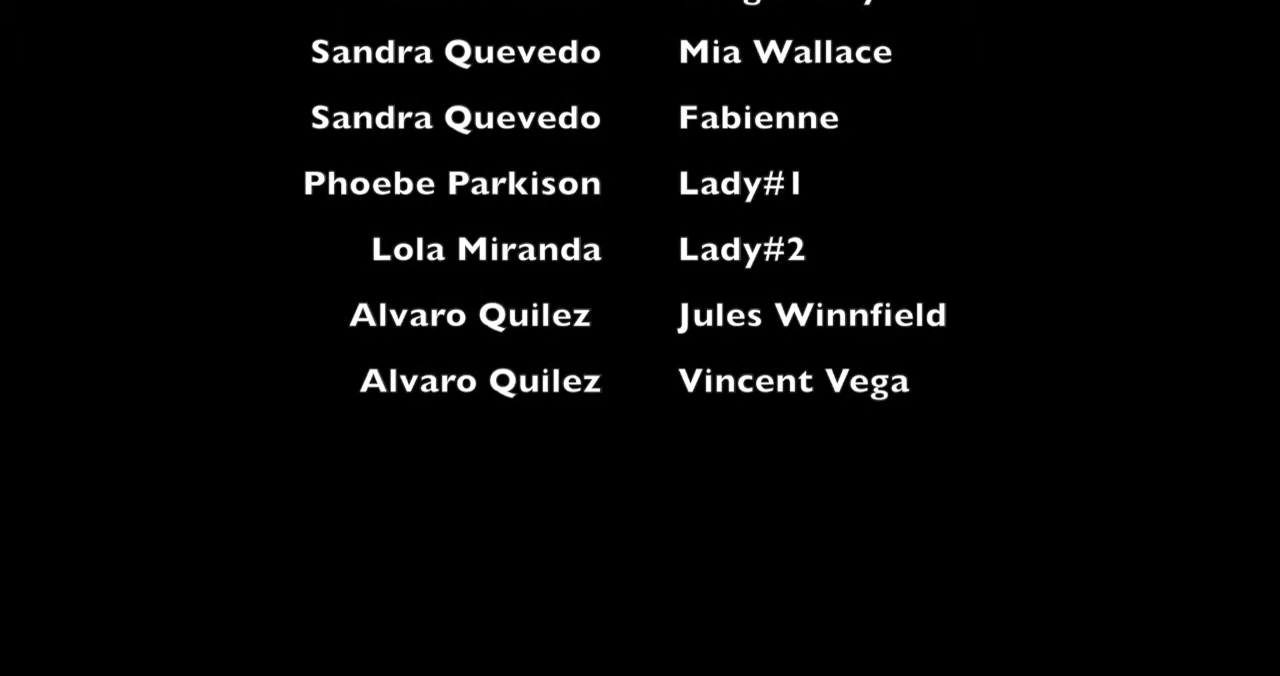 Sandra Quevedo Mia Wallace
Sandra Quevedo Fabienne
Phoebe Parkison Lady#1
Lola Miranda Lady#2
Alvaro Quilez Jules Winnfield
Alvaro Quilez Vincent Vega